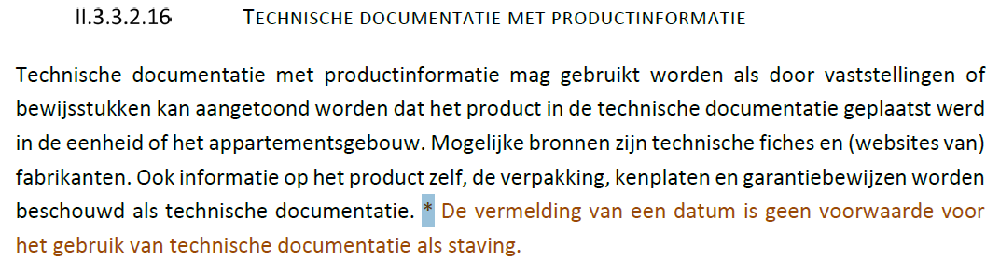 II.3.3.2.16 TECHNISCHE DOCUMENTATIE MET PRODUCTINFORMATIE
Technische documentatie met productinformatie mag gebruikt worden als door vaststellingen of
bewijsstukken kan aangetoond worden dat het product in de technische documentatie geplaatst werd
in de eenheid of het appartementsgebouw. Mogelijke bronnen zijn technische fiches en (websites van)
fabrikanten. Ook informatie op het product zelf, de verpakking, kenplaten en garantiebewijzen worden
beschouwd als technische documentatie. * De vermelding van een datum is geen voorwaarde voor
het gebruik van technische documentatie als staving.